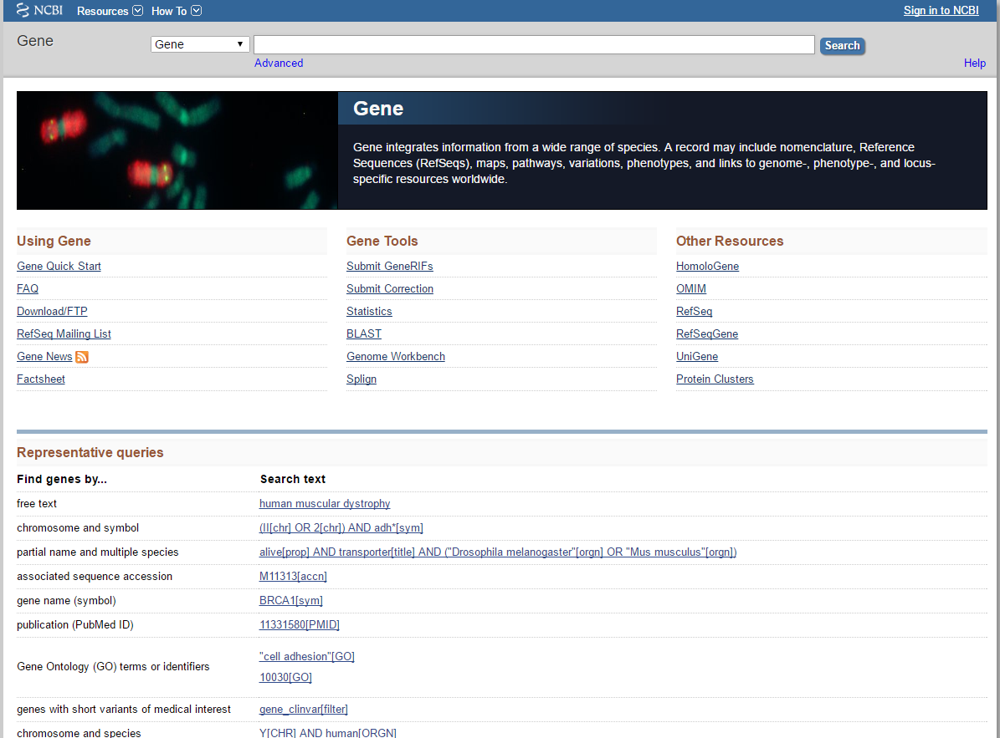 NCBI Resources How To Sign in to NCBI
Gene Gene Search
Advanced Help
Gene
Gene integrates information from a wide range of species. A record may include nomenclature, Reference
Sequences (RefSeqs), maps, pathways, variations, phenotypes, and links to genome-, phenotype-, and locus-
specific resources worldwide.
Using Gene
Gene Quick Start
FAQ
Download/FTP
RefSeq Mailing List
Gene News
Factsheet
Gene Tools
Submit GeneRIFs
Submit Correction
Statistics
BLAST
Genome Workbench
Splign
Other Resources
HomoloGene
OMIM
RefSeq
RefSeqGene
UniGene
Protein Clusters
Representative queries
Find genes by... Search text
free text human muscular dystrophy
chromosome and symbol (II[chr] OR 2[chr]) AND adh*[sym]
partial name and multiple species alive[prop] AND transporter[title] AND ("Drosophila melanogaster"[orgn] OR "Mus musculus"[orgn])
associated sequence accession M11313[accn]
gene name (symbol) BRCA1[sym]
publication (PubMed ID) 11331580[PMID]
Gene Ontology (GO) terms or identifiers "cell adhesion"[GO]
10030[GO]
genes with short variants of medical interest gene_clinvar[filter]
chromosome and species Y[CHR] AND human[ORGN]